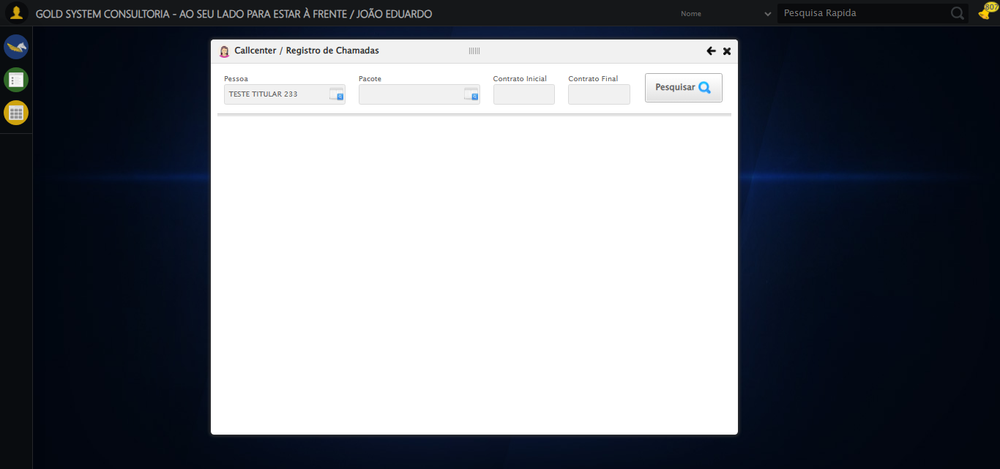 GOLD SYSTEM CONSULTORIA - AO SEU LADO PARA ESTAR À FRENTE / JOÃO EDUARDO
Nome
Pesquisa Rapida
807
Callcenter / Registro de Chamadas
Pessoa
Pacote
Contrato Inicial
Contrato Final
TESTE TITULAR 233
Pesquisar